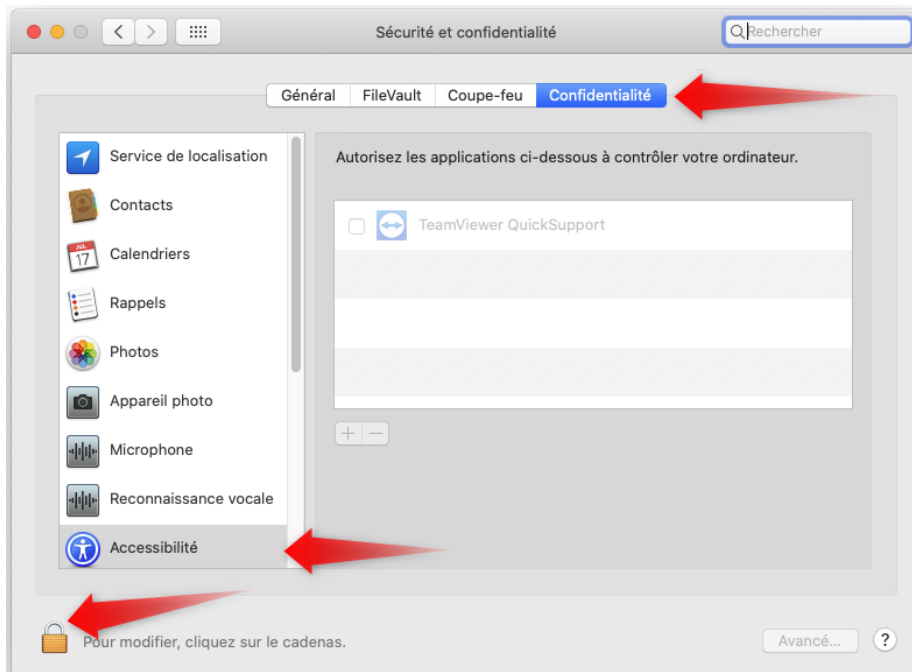 Sécurité et confidentialité
Rechercher
Général FileVault Coupe-feu Confidentialité
Service de localisation
Contacts
JUL
17
Calendriers
Rappels
Photos
Appareil photo
Microphone
Reconnaissance vocale
Accessibilité
Autorisez les applications ci-dessous à contrôler votre ordinateur.
TeamViewer QuickSupport
+ −
Pour modifier, cliquez sur le cadenas.
Avancé... ?